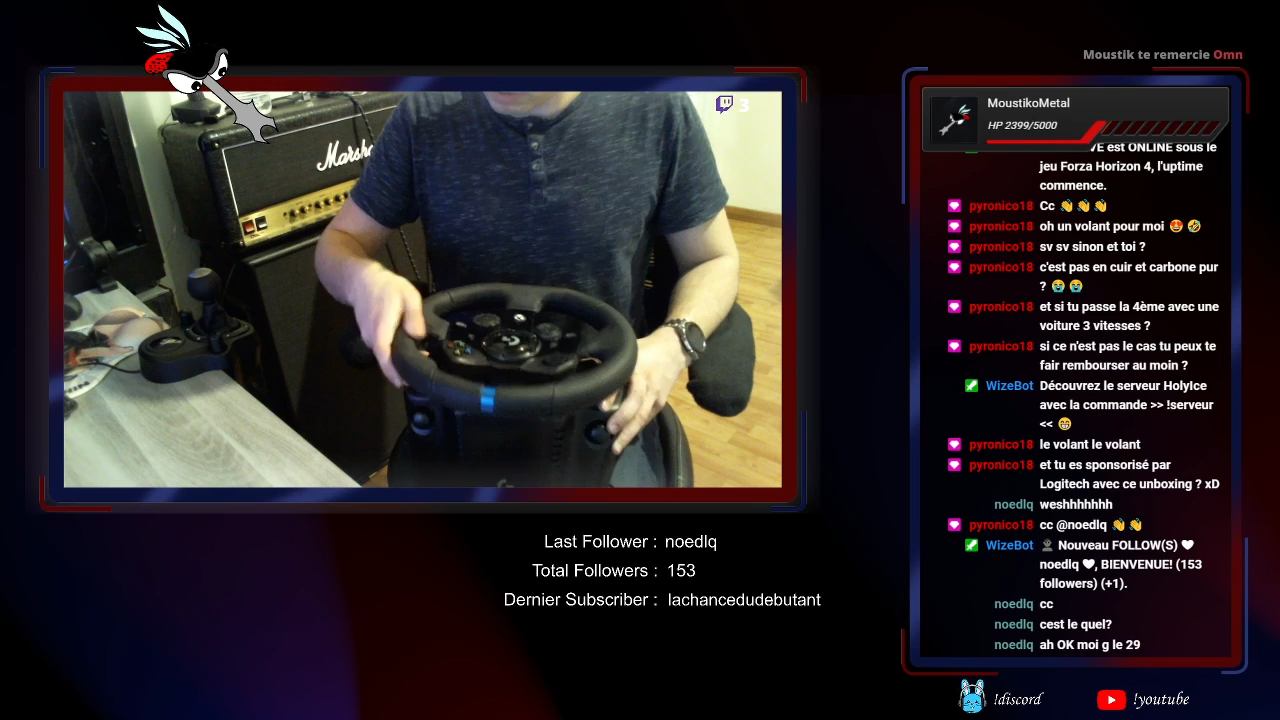 Moustik te remercie Omn
3
Marsha
MoustikoMetal
HP 2399/5000
VE est ONLINE sous le
jeu Forza Horizon 4, l'uptime
commence.
pyronico18 Cc 👋 👋 👋
pyronico18 oh un volant pour moi 😍 🤣
pyronico18 sv sv sinon et toi ?
pyronico18 c'est pas en cuir et carbone pur
? 😭 😭
pyronico18 et si tu passe la 4ème avec une
voiture 3 vitesses ?
pyronico18 si ce n'est pas le cas tu peux te
fair rembourser au moin ?
WizeBot Découvrez le serveur HolyIce
avec la commande >> !serveur
<< 😁
pyronico18 le volant le volant
pyronico18 et tu es sponsorisé par
Logitech avec ce unboxing ? xD
noedlq weshhhhhhh
pyronico18 cc @noedlq 👋 👋
WizeBot Nouveau FOLLOW(S) ♥
noedlq ♥, BIENVENUE! (153
followers) (+1).
noedlq cc
noedlq cest le quel?
noedlq ah OK moi g le 29
Last Follower : noedlq
Total Followers : 153
Dernier Subscriber : lachancedudebutant
!discord
!youtube